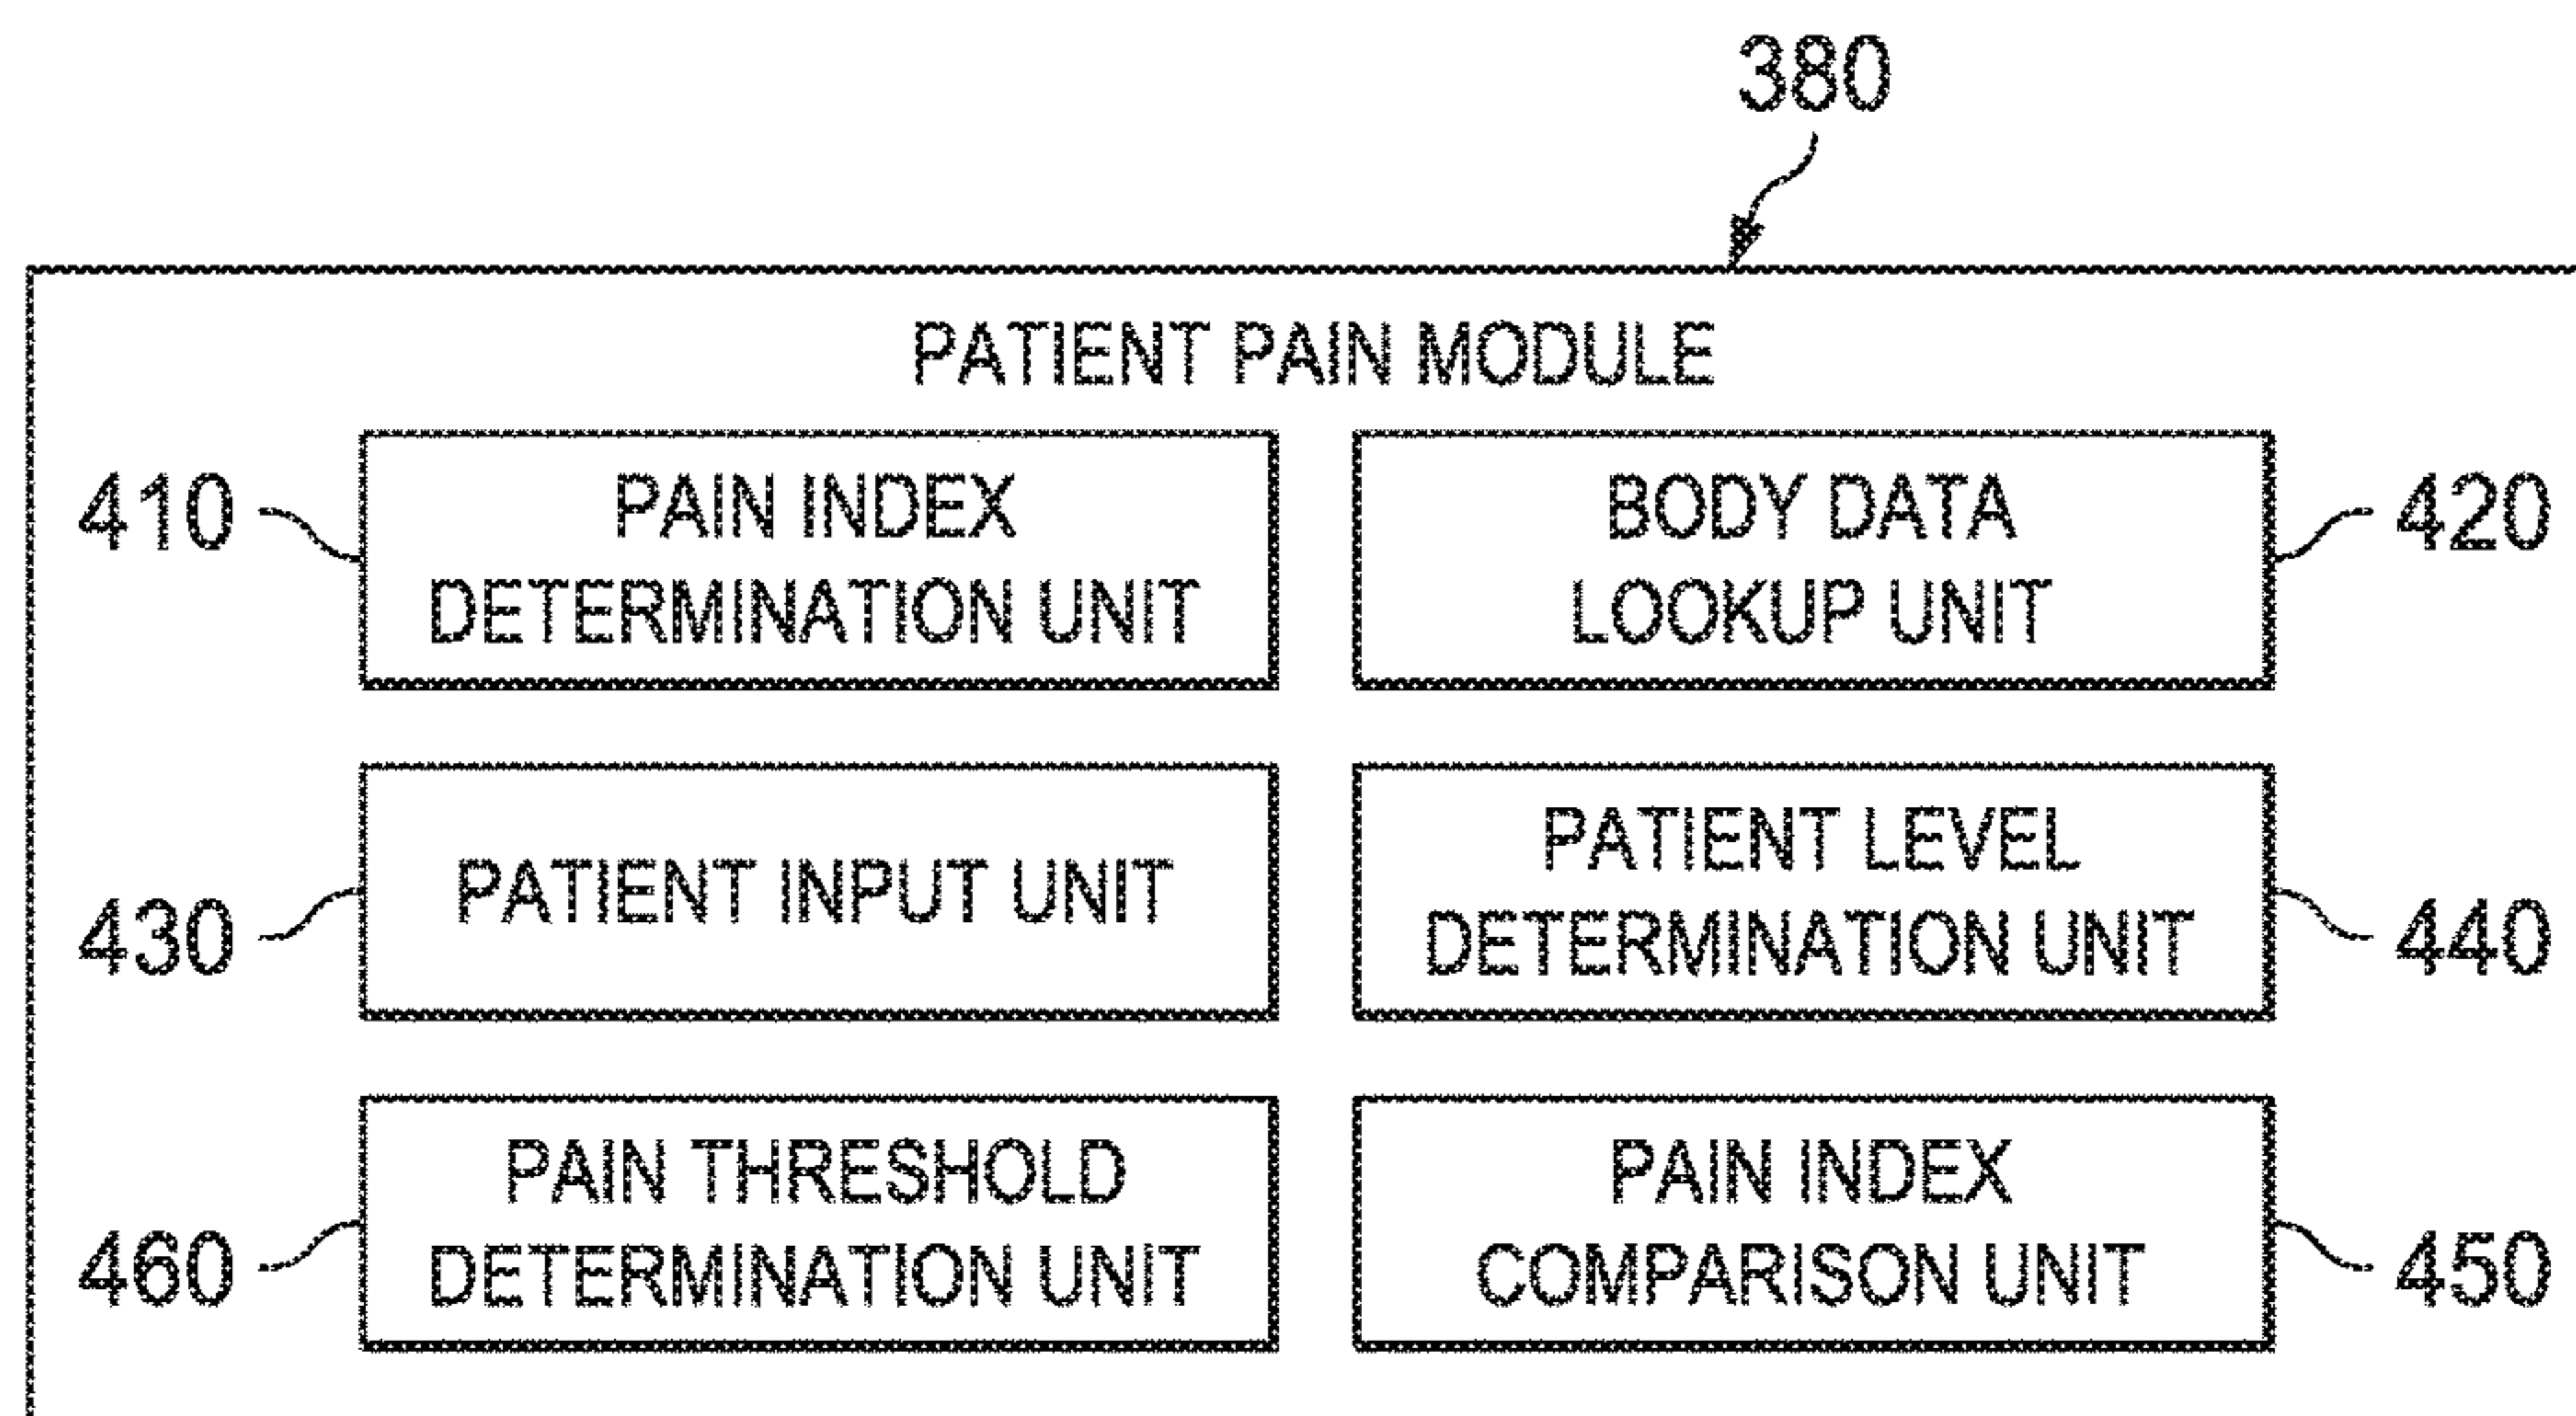 380
PATIENT PAIN MODULE
410
PAIN INDEX
DETERMINATION UNIT
BODY DATA
LOOKUP UNIT
420
430
PATIENT INPUT UNIT
PATIENT LEVEL
DETERMINATION UNIT
440
460
PAIN THRESHOLD
DETERMINATION UNIT
PAIN INDEX
COMPARISON UNIT
450